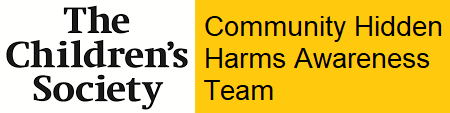 The
Children's
Society
Community Hidden
Harms Awareness
Team